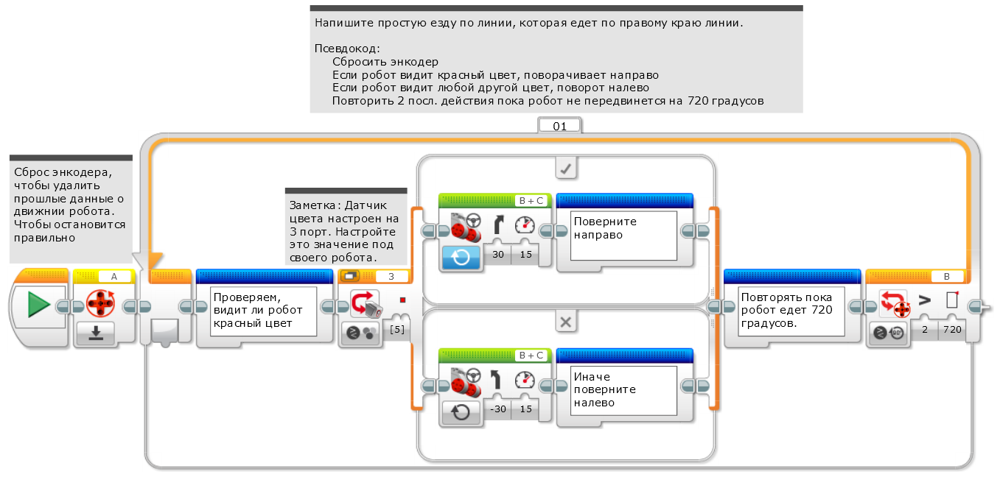 Напишите простую езду по линии, которая едет по правому краю линии.
Псевдокод:
Сбросить энкодер
Если робот видит красный цвет, поворачивает направо
Если робот видит любой другой цвет, поворот налево
Повторить 2 посл. действия пока робот не передвинется на 720 градусов
01
Сброс энкодера,
чтобы удалить
прошлые данные о
движнии робота.
Чтобы остановится
правильно
Заметка: Датчик
цвета настроен на
3 порт. Настройте
это значение под
своего робота.
B + C
Поверните
направо
30 15
A
Проверяем,
видит ли робот
красный цвет
3
[5]
Повторять пока
робот едет 720
градусов.
B
>
90°
2 720
B + C
Иначе
поверните
налево
-30 15